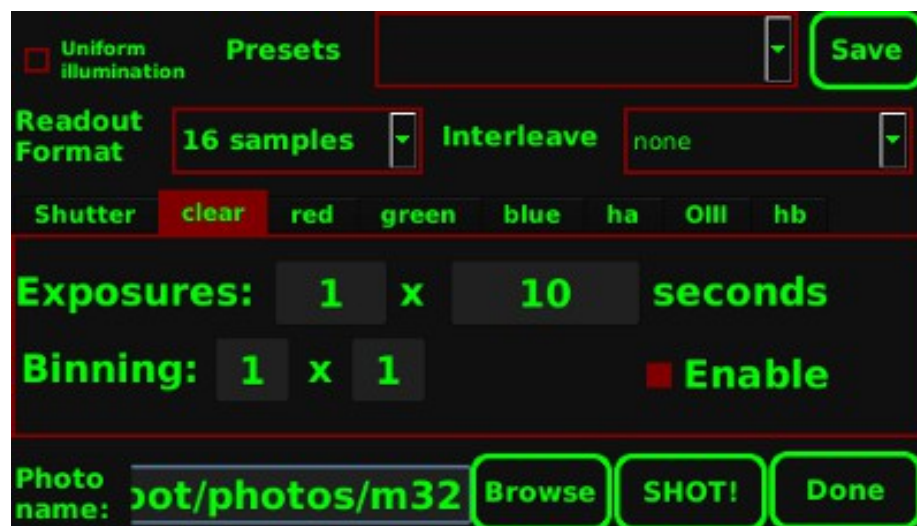 Uniform
illumination
Presets
Save
Readout
Format
16 samples
Interleave
none
Shutter clear red green blue ha OIII hb
Exposures: 1 x 10 seconds
Binning: 1 x 1
Enable
Photo
name:
oot/photos/m32
Browse
SHOT!
Done